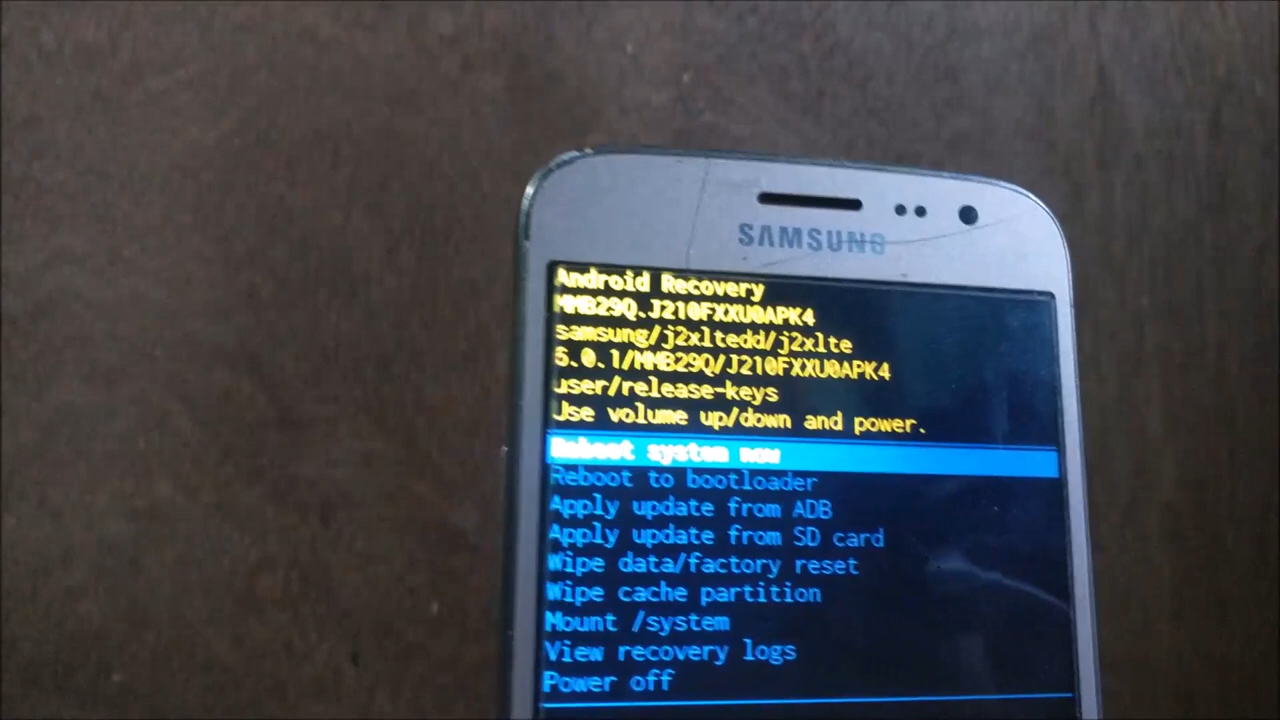 SAMSUNG
Android Recovery
MMB29Q.J210FXXU0APK4
samsung/j2xltedd/j2xlte
6.0.1/MMB29Q/J210FXXU0APK4
user/release-keys
Use volume up/down and power.
Reboot system now
Reboot to bootloader
Apply update from ADB
Apply update from SD card
Wipe data/factory reset
Wipe cache partition
Mount /system
View recovery logs
Power off